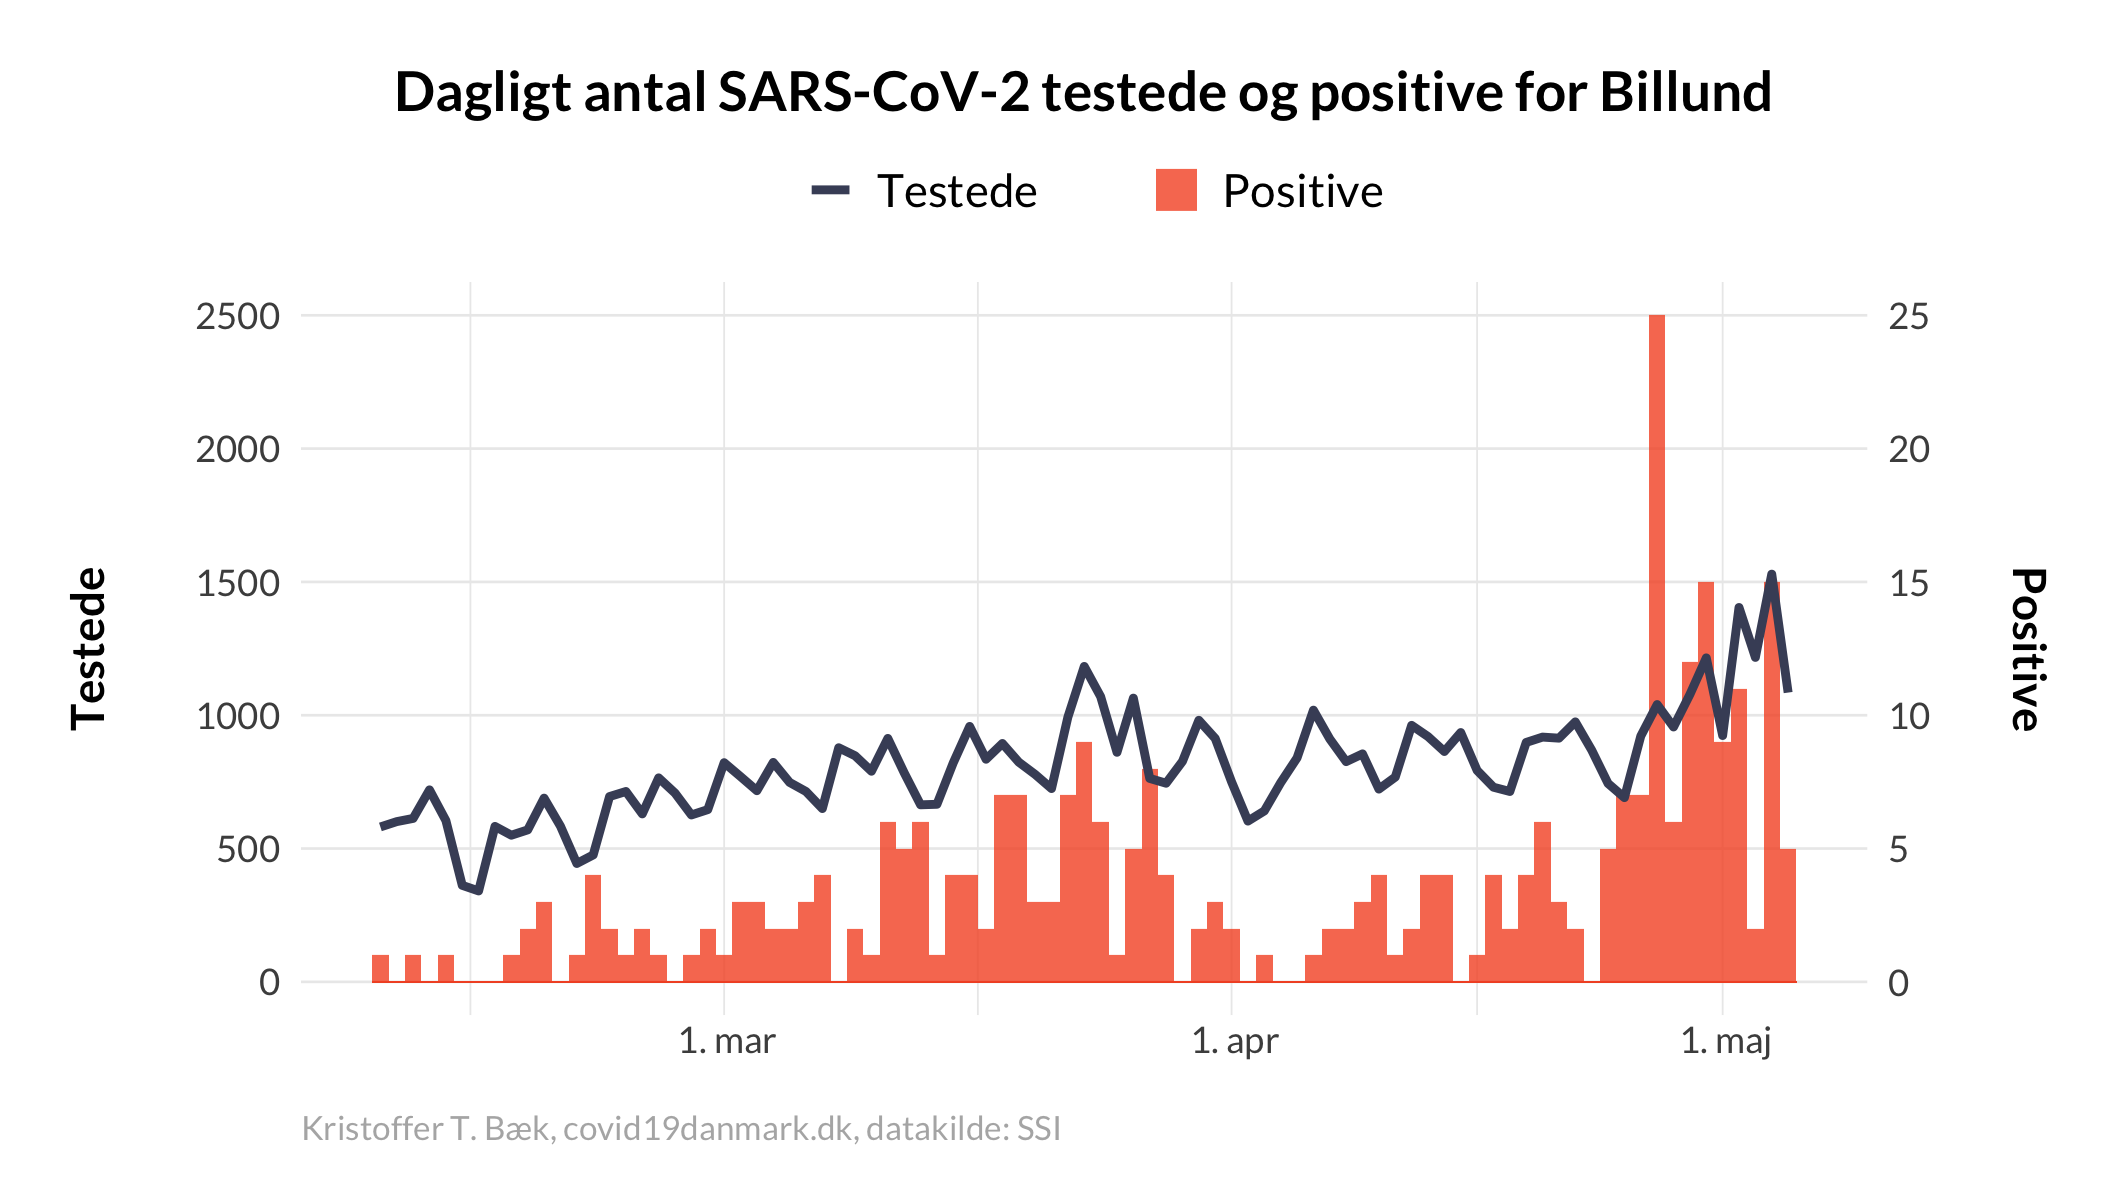 Dagligt antal SARS-CoV-2 testede og positive for Billund
Testede
Positive
2500
2000
1500
1000
500
0
Testede
25
20
15
10
5
0
Positive
1. mar
1. apr
1. maj
Kristoffer T. Bæk, covid19danmark.dk, datakilde: SSI